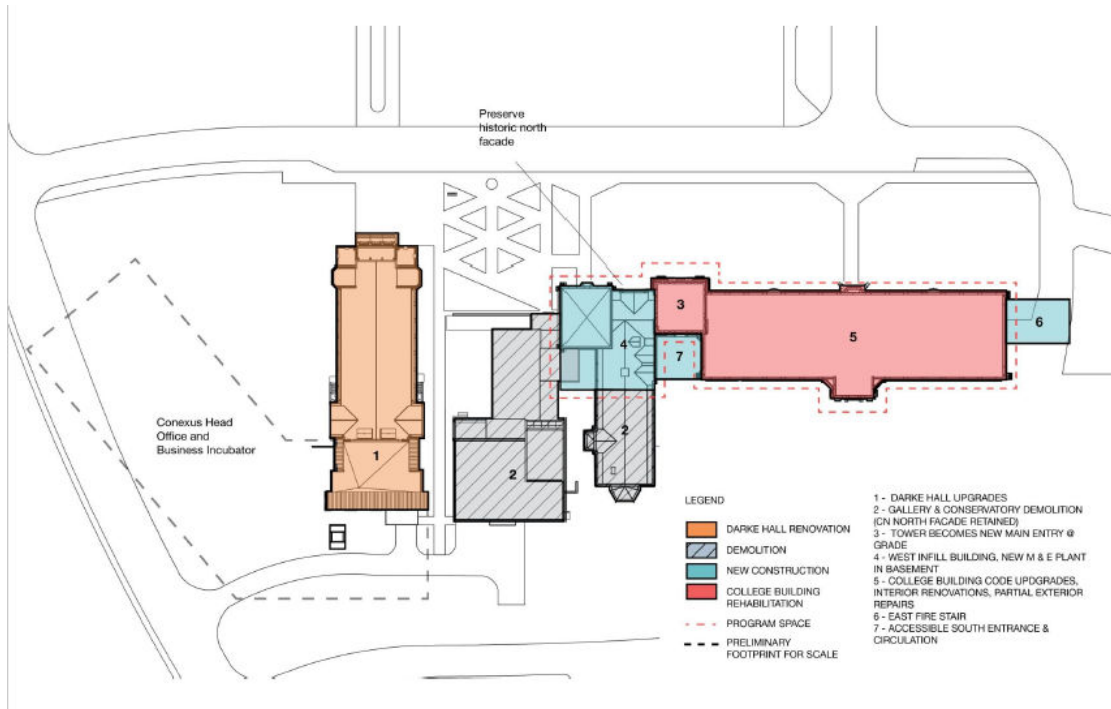 Preserve
historic north
facade
3
4
5
6
7
2
2
1
Conexus Head
Office and
Business Incubator
LEGEND
DARKE HALL RENOVATION
DEMOLITION
NEW CONSTRUCTION
COLLEGE BUILDING
REHABILITATION
PROGRAM SPACE
PRELIMINARY
FOOTPRINT FOR SCALE
1 - DARKE HALL UPGRADES
2 - GALLERY & CONSERVATORY DEMOLITION
(CN NORTH FACADE RETAINED)
3 - TOWER BECOMES NEW MAIN ENTRY @
GRADE
4 - WEST INFILL BUILDING, NEW M & E PLANT
IN BASEMENT
5 - COLLEGE BUILDING CODE UPDGRADES,
INTERIOR RENOVATIONS, PARTIAL EXTERIOR
REPAIRS
6 - EAST FIRE STAIR
7 - ACCESSIBLE SOUTH ENTRANCE &
CIRCULATION